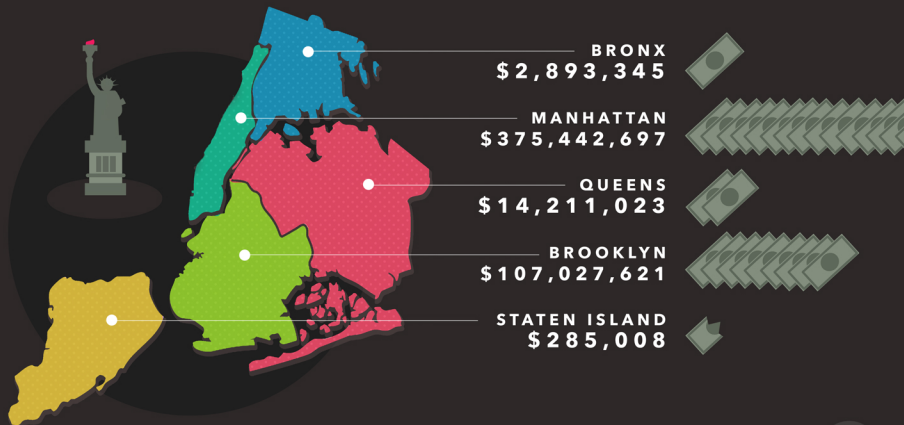 BRONX
$2,893,345
MANHATTAN
$375,442,697
QUEENS
$14,211,023
BROOKLYN
$107,027,621
STATEN ISLAND
$285,008